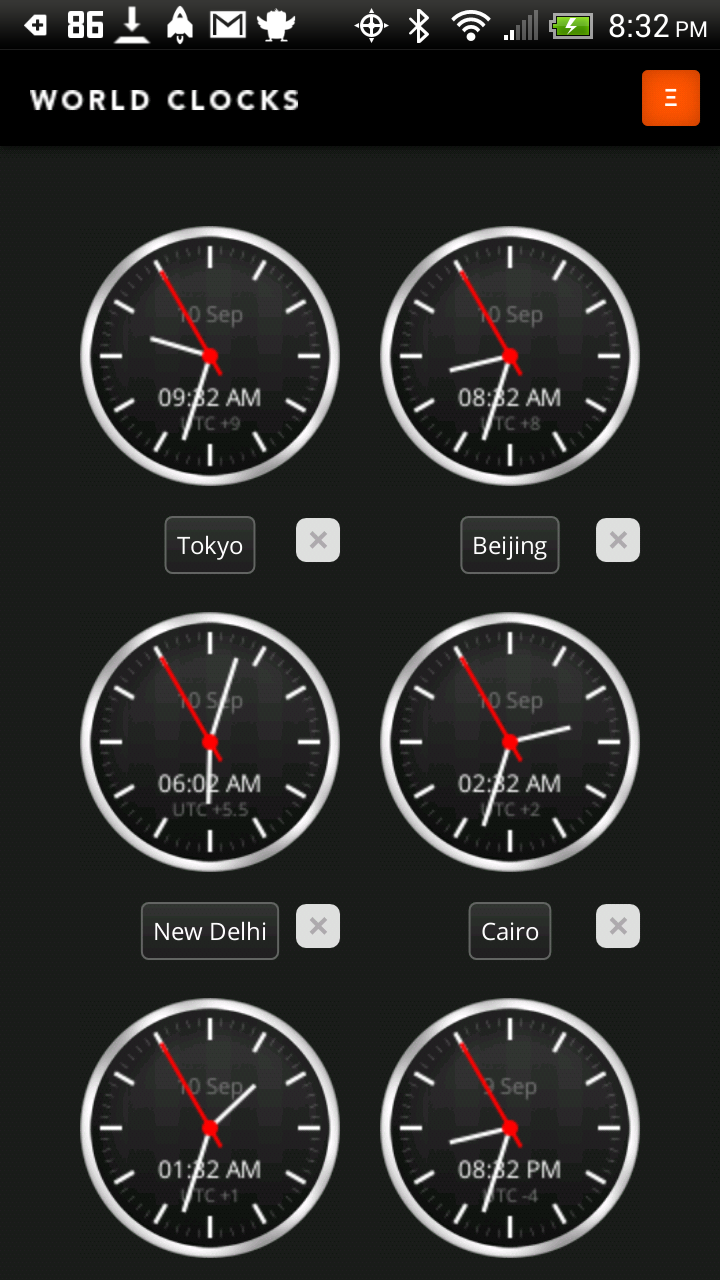 86
8:32 PM
WORLD CLOCKS
Ξ
10 Sep
09:32 AM
UTC +9
10 Sep
08:32 AM
UTC +8
Tokyo
Beijing
10 Sep
06:02 AM
UTC +5.5
10 Sep
02:32 AM
UTC +2
New Delhi
Cairo
10 Sep
01:32 AM
UTC +1
9 Sep
08:32 PM
UTC -4